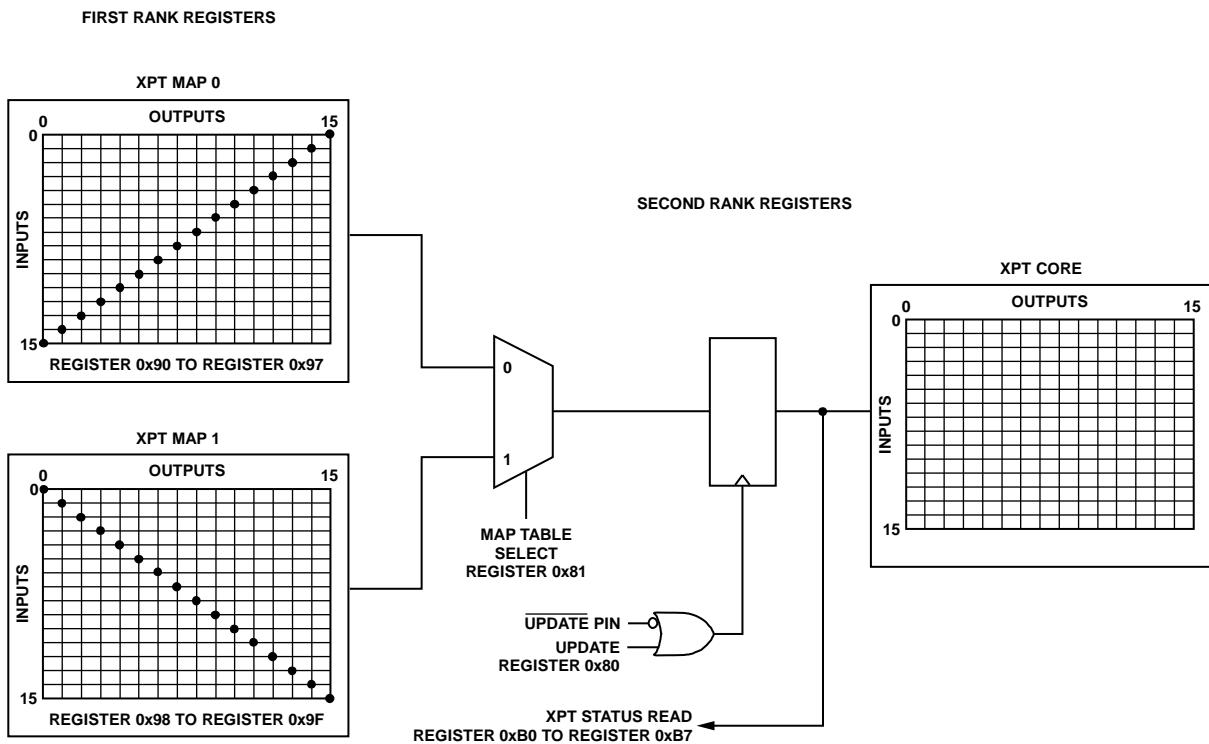 FIRST RANK REGISTERS
XPT MAP 0
OUTPUTS
0 15
0
INPUTS
15
REGISTER 0x90 TO REGISTER 0x97
XPT MAP 1
OUTPUTS
0 15
0
INPUTS
15
REGISTER 0x98 TO REGISTER 0x9F
0
1
MAP TABLE
SELECT
REGISTER 0x81
SECOND RANK REGISTERS
UPDATE PIN
UPDATE
REGISTER 0x80
XPT STATUS READ
REGISTER 0xB0 TO REGISTER 0xB7
XPT CORE
OUTPUTS
0 15
0
INPUTS
15